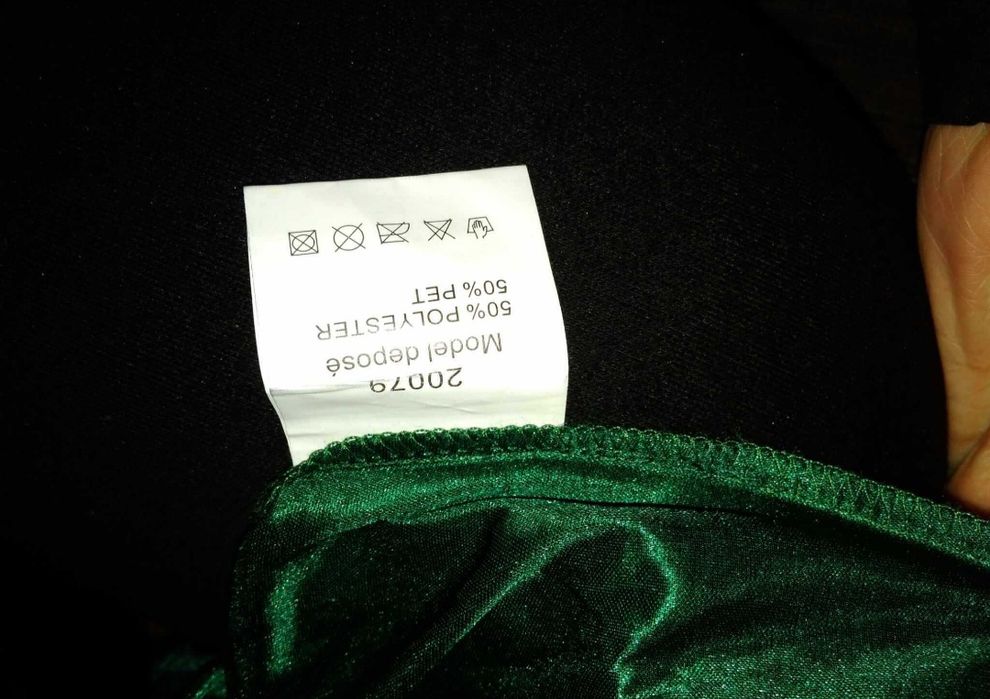 20079
Model deposé
50% POLYESTER
50% PET